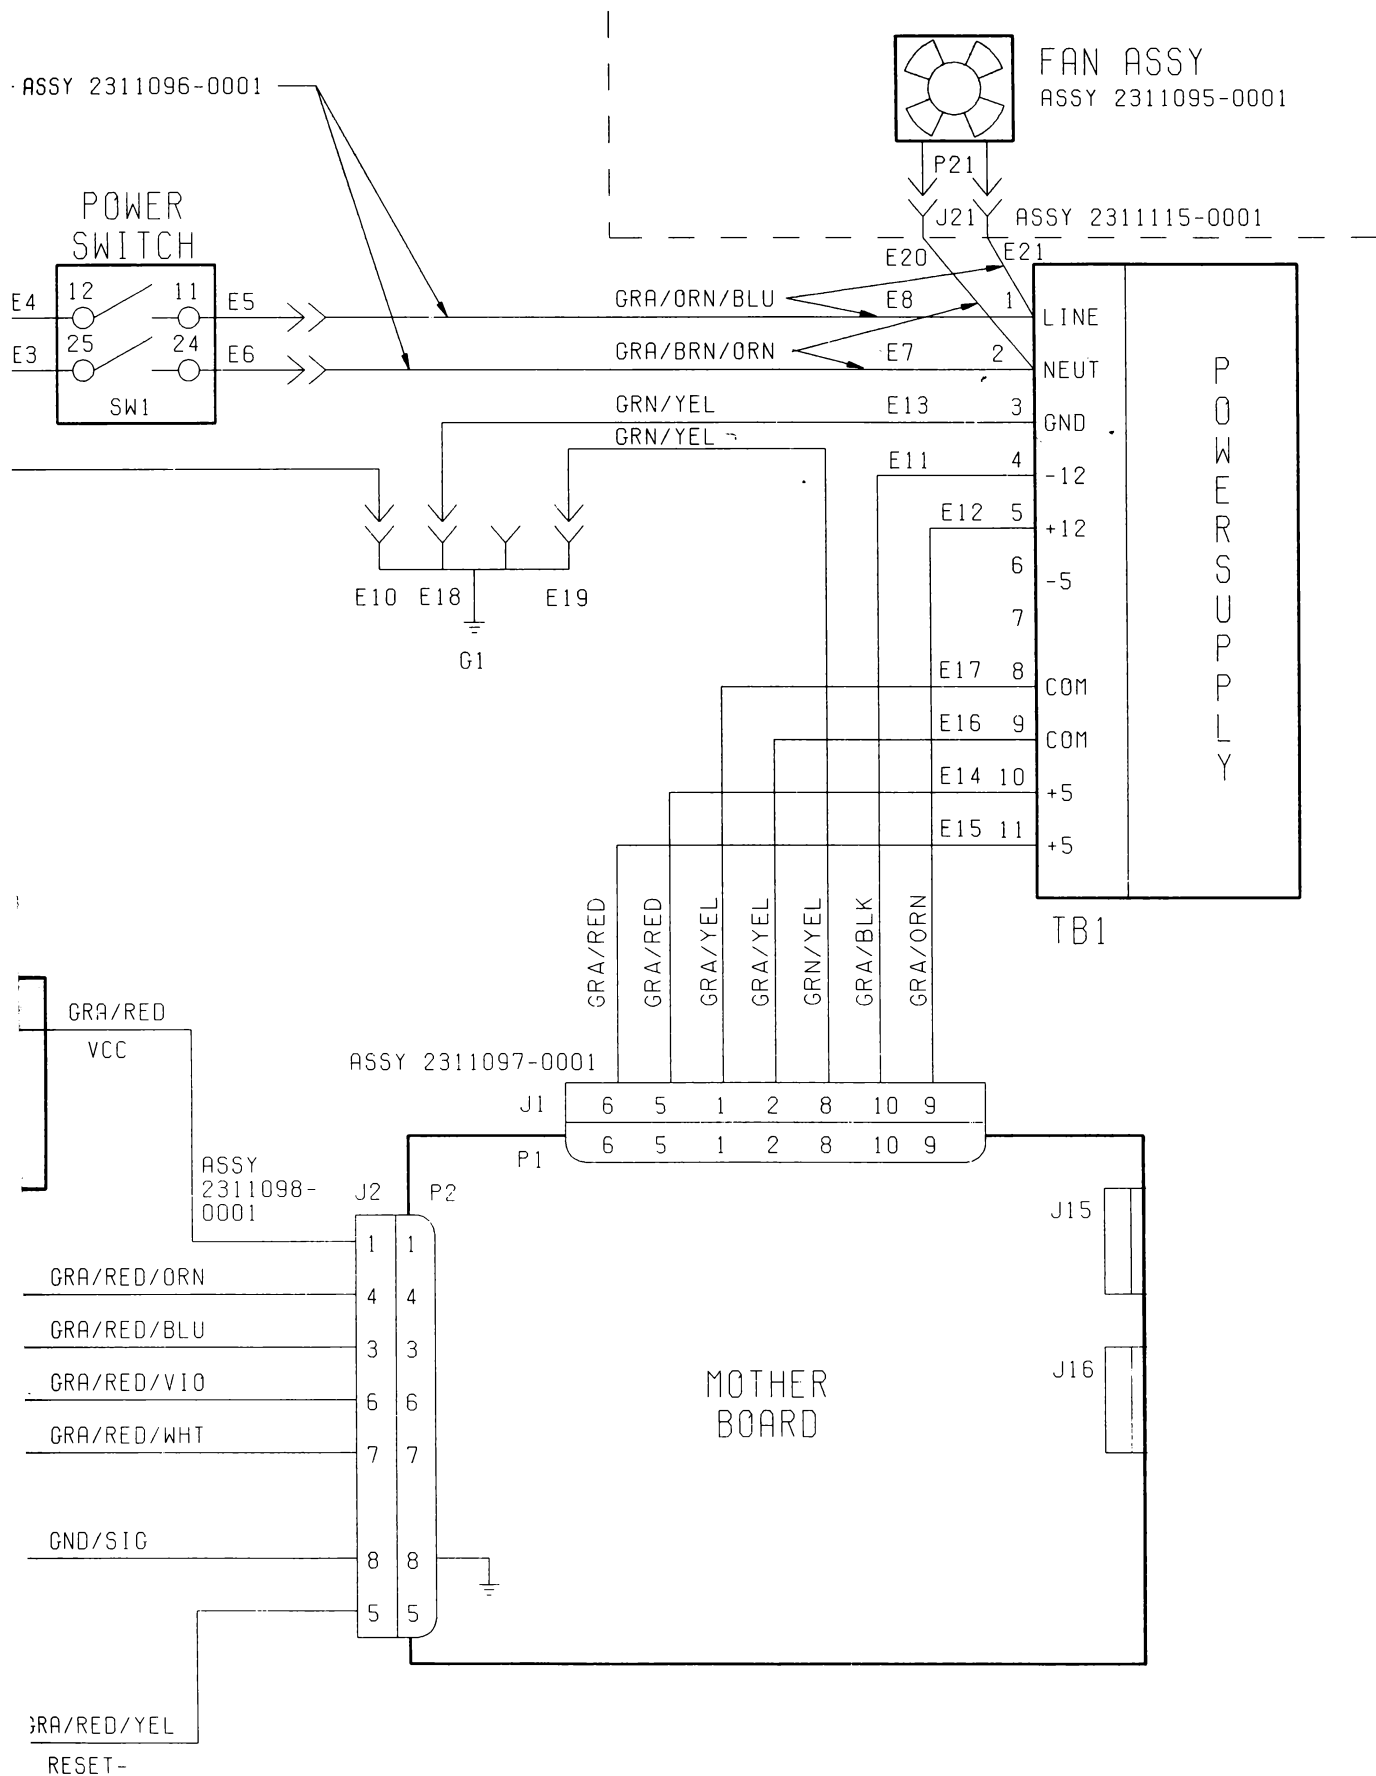 FAN ASSY
ASSY 2311095-0001
ASSY 2311096-0001
P21
J21 ASSY 2311115-0001
POWER
SWITCH
E20 E21
E4 12 11 E5 GRA/ORN/BLU E8 1 LINE
E3 25 24 E6 GRA/BRN/ORN E7 2 NEUT
SW1
GRN/YEL E13 3 GND
GRN/YEL
E11 4 -12
E12 5 +12
6 -5
7
E10 E18 E19
G1
E17 8 COM
E16 9 COM
E14 10 +5
E15 11 +5
POWER SUPPLY
TB1
GRA/RED GRA/RED GRA/YEL GRA/YEL GRN/YEL GRA/BLK GRA/ORN
GRA/RED
VCC
ASSY 2311097-0001
J1 6 5 1 2 8 10 9
P1 6 5 1 2 8 10 9
ASSY
2311098-
0001
J2 P2
J15
1 1
GRA/RED/ORN 4 4
GRA/RED/BLU 3 3
J16
GRA/RED/VIO 6 6
GRA/RED/WHT 7 7
MOTHER
BOARD
GND/SIG 8 8
5 5
GRA/RED/YEL
RESET-